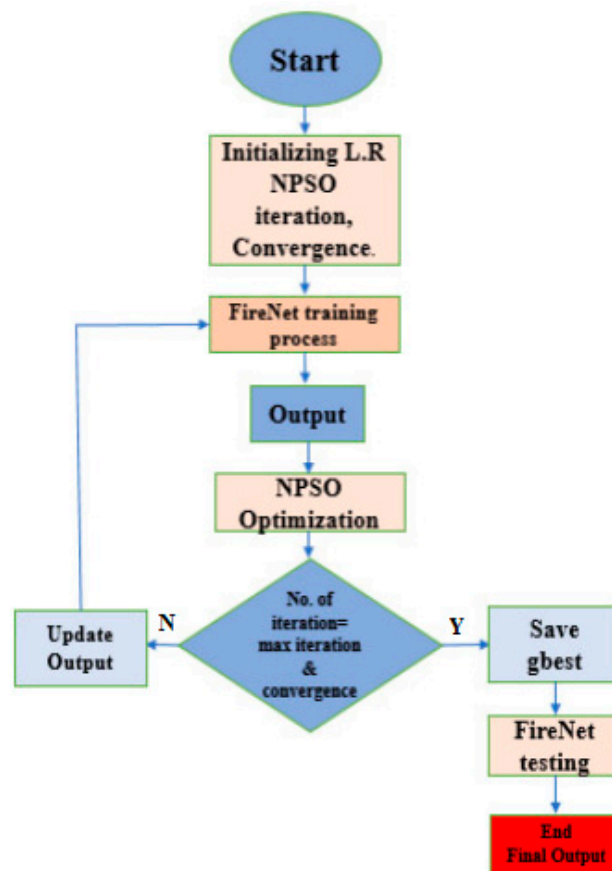 Start
Initializing L.R
NPSO
iteration,
Convergence.
FireNet training
process
Output
NPSO
Optimization
No. of
iteration=
max iteration
&
convergence
N
Y
Update
Output
Save
gbest
FireNet
testing
End
Final Output